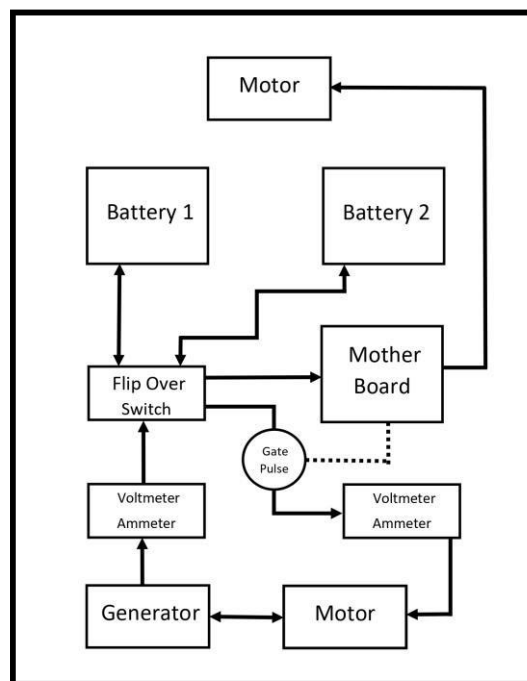 Motor
Battery 1
Battery 2
Flip Over
Switch
Mother
Board
Gate
Pulse
Voltmeter
Ammeter
Voltmeter
Ammeter
Generator
Motor